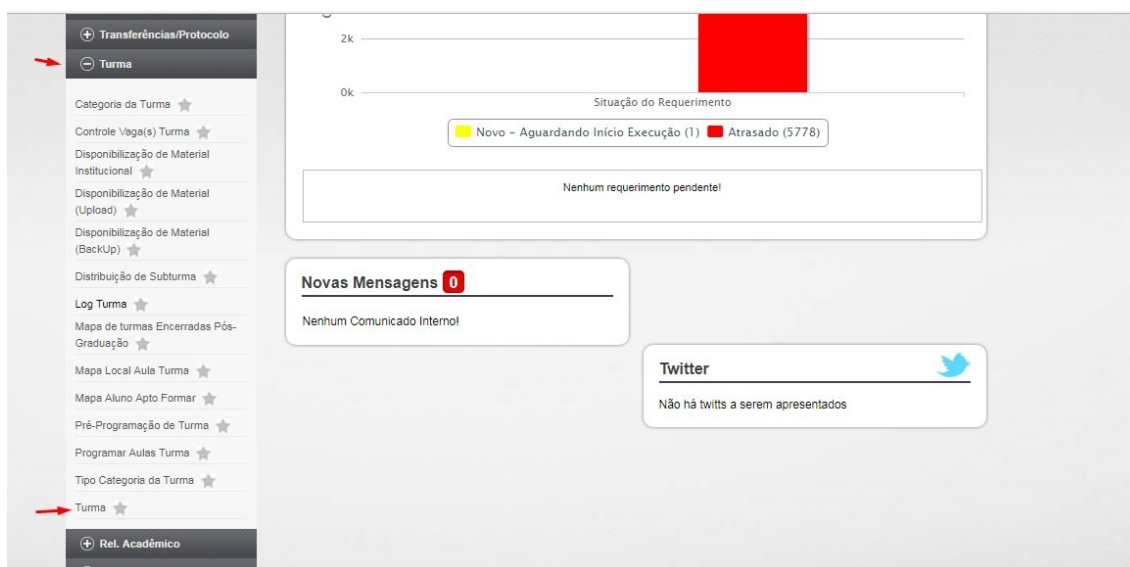 Transferências/Protocolo
Turma
Categoria da Turma
Controle Vaga(s) Turma
Disponibilização de Material
Institucional
Disponibilização de Material
(Upload)
Disponibilização de Material
(BackUp)
Distribuição de Subturma
Log Turma
Mapa de turmas Encerradas Pós-
Graduação
Mapa Local Aula Turma
Mapa Aluno Apto Formar
Pré-Programação de Turma
Programar Aulas Turma
Tipo Categoria da Turma
Turma
Rel. Acadêmico
2k
0k
Situação do Requerimento
Novo - Aguardando Início Execução (1) Atrasado (5778)
Nenhum requerimento pendente!
Novas Mensagens 0
Nenhum Comunicado Interno!
Twitter
Não há twitts a serem apresentados